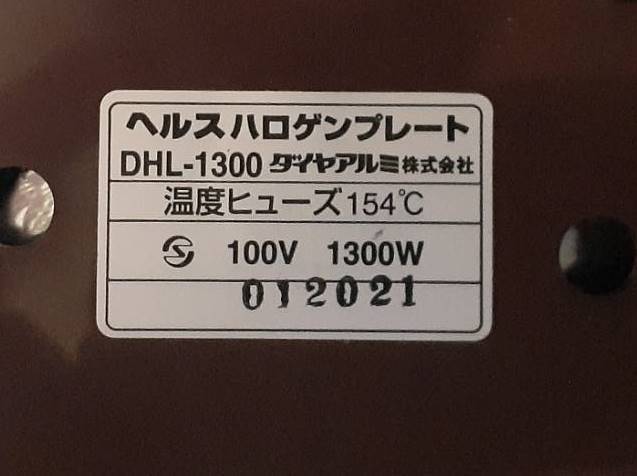 ヘルスハロゲンプレート
DHL-1300 ダイヤアルミ株式会社
温度ヒューズ154℃
100V 1300W
012021